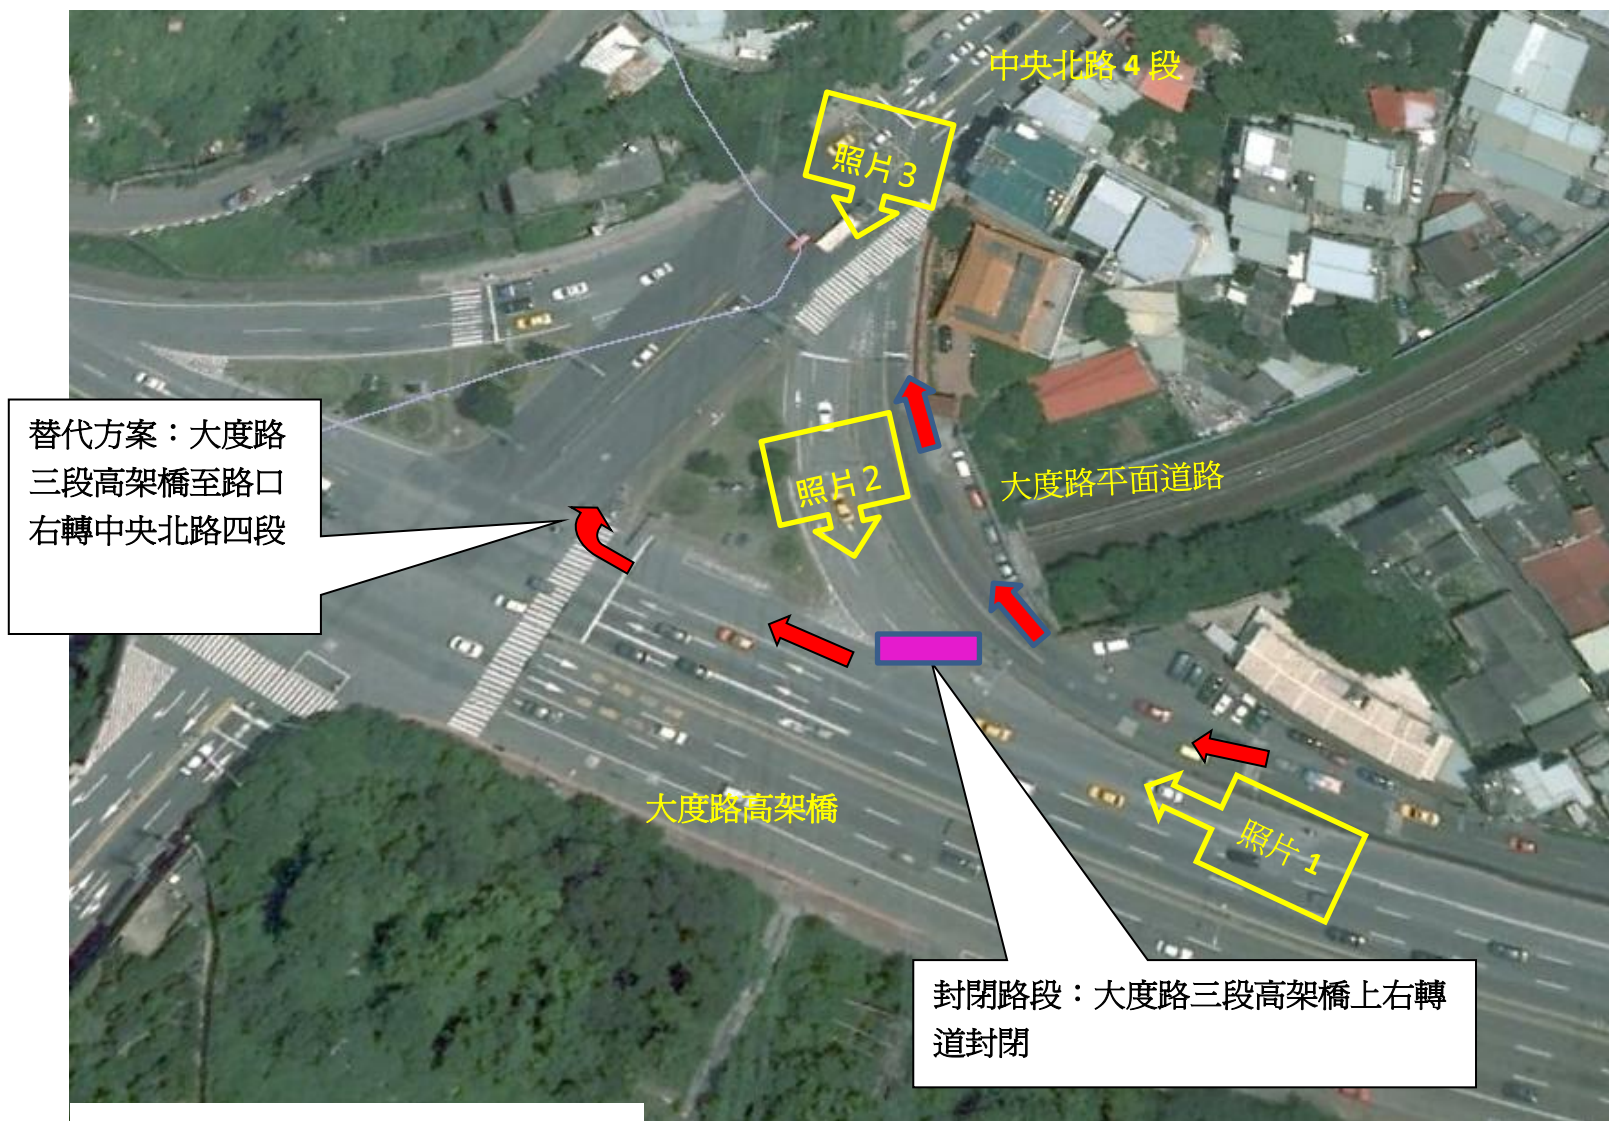 中央北路 4 段
照片 3
替代方案：大度路
三段高架橋至路口
右轉中央北路四段
照片 2
大度路平面道路
大度路高架橋
照片 1
封閉路段：大度路三段高架橋上右轉
道封閉